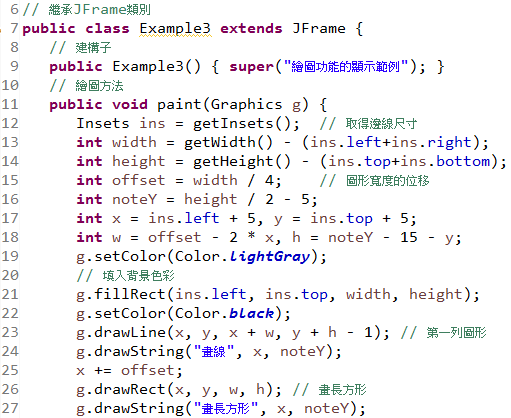 6 // 繼承JFrame類別
7 public class Example3 extends JFrame {
8 // 建構子
9 public Example3() { super("繪圖功能的顯示範例"); }
10 // 繪圖方法
11 public void paint(Graphics g) {
12 Insets ins = getInsets(); // 取得邊線尺寸
13 int width = getWidth() - (ins.left+ins.right);
14 int height = getHeight() - (ins.top+ins.bottom);
15 int offset = width / 4; // 圖形寬度的位移
16 int noteY = height / 2 - 5;
17 int x = ins.left + 5, y = ins.top + 5;
18 int w = offset - 2 * x, h = noteY - 15 - y;
19 g.setColor(Color.lightGray);
20 // 填入背景色彩
21 g.fillRect(ins.left, ins.top, width, height);
22 g.setColor(Color.black);
23 g.drawLine(x, y, x + w, y + h - 1); // 第一列圖形
24 g.drawString("畫線", x, noteY);
25 x += offset;
26 g.drawRect(x, y, w, h); // 畫長方形
27 g.drawString("畫長方形", x, noteY);